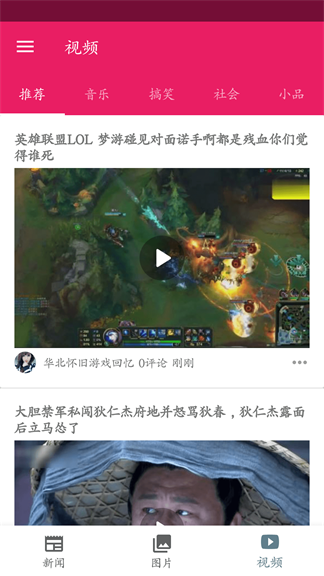 视频
推荐 音乐 搞笑 社会 小品
英雄联盟LOL 梦游碰见对面诺手啊都是残血你们觉
得谁死
华北怀旧游戏回忆 0评论 刚刚
大胆禁军私闯狄仁杰府地并怒骂狄春，狄仁杰露面
后立马怂了
新闻 图片 视频